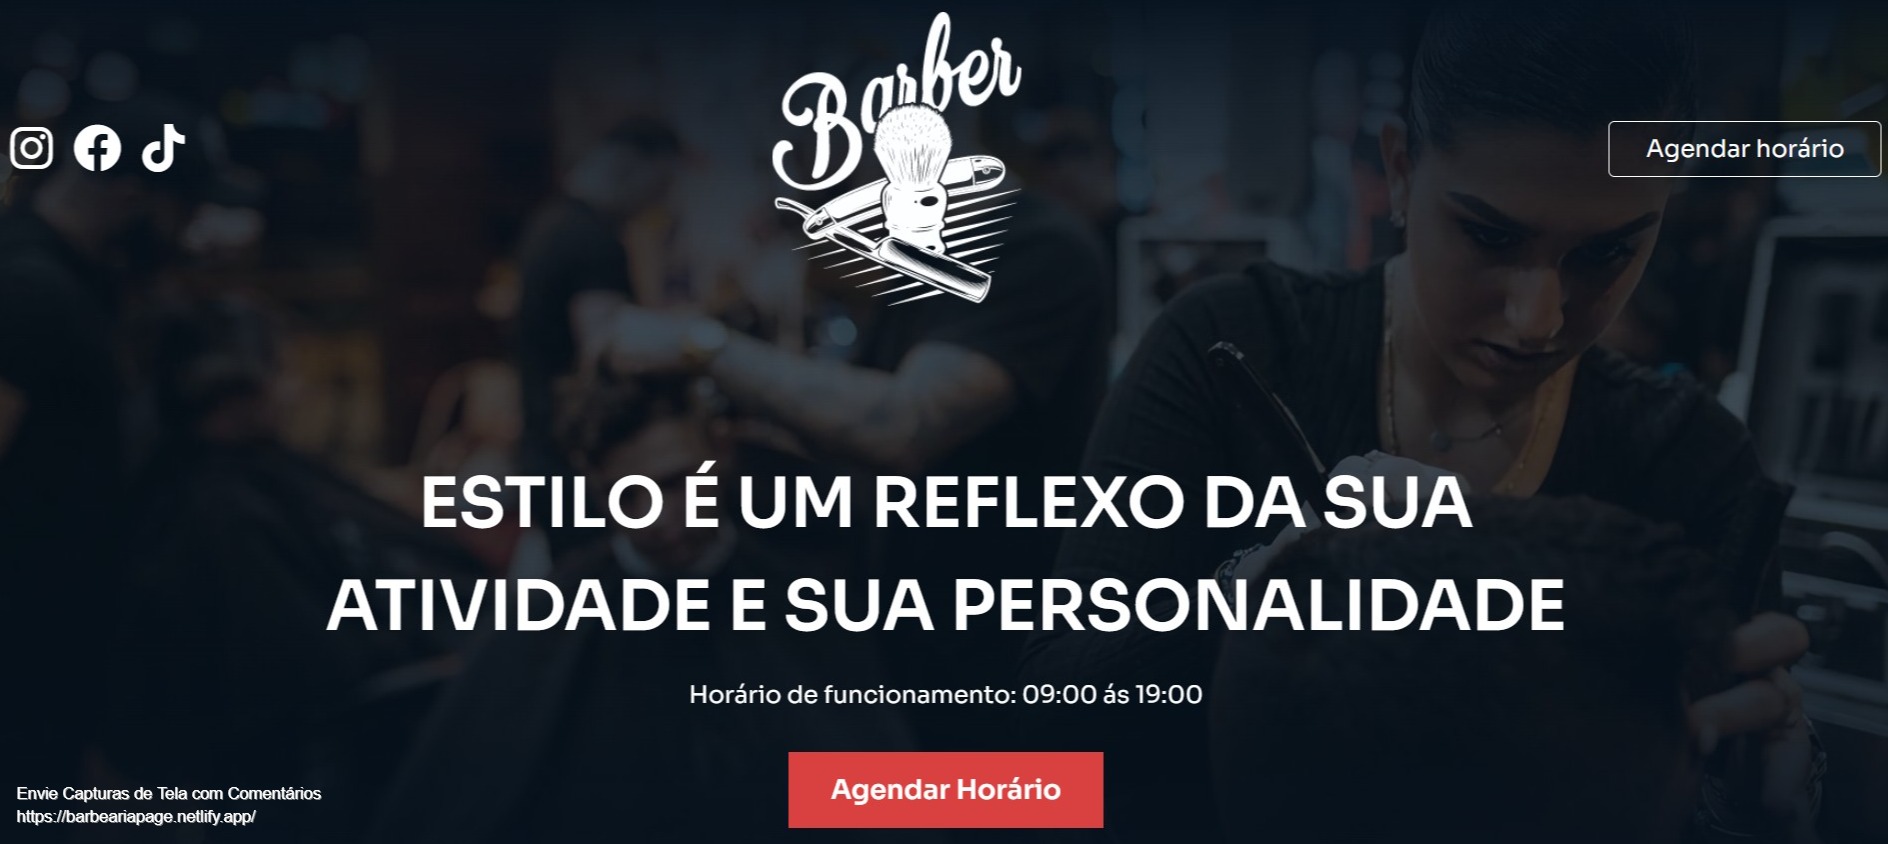 Barber
Agendar horário
ESTILO É UM REFLEXO DA SUA
ATIVIDADE E SUA PERSONALIDADE
Horário de funcionamento: 09:00 ás 19:00
Agendar Horário
Envie Capturas de Tela com Comentários
https://barbeariapage.netlify.app/